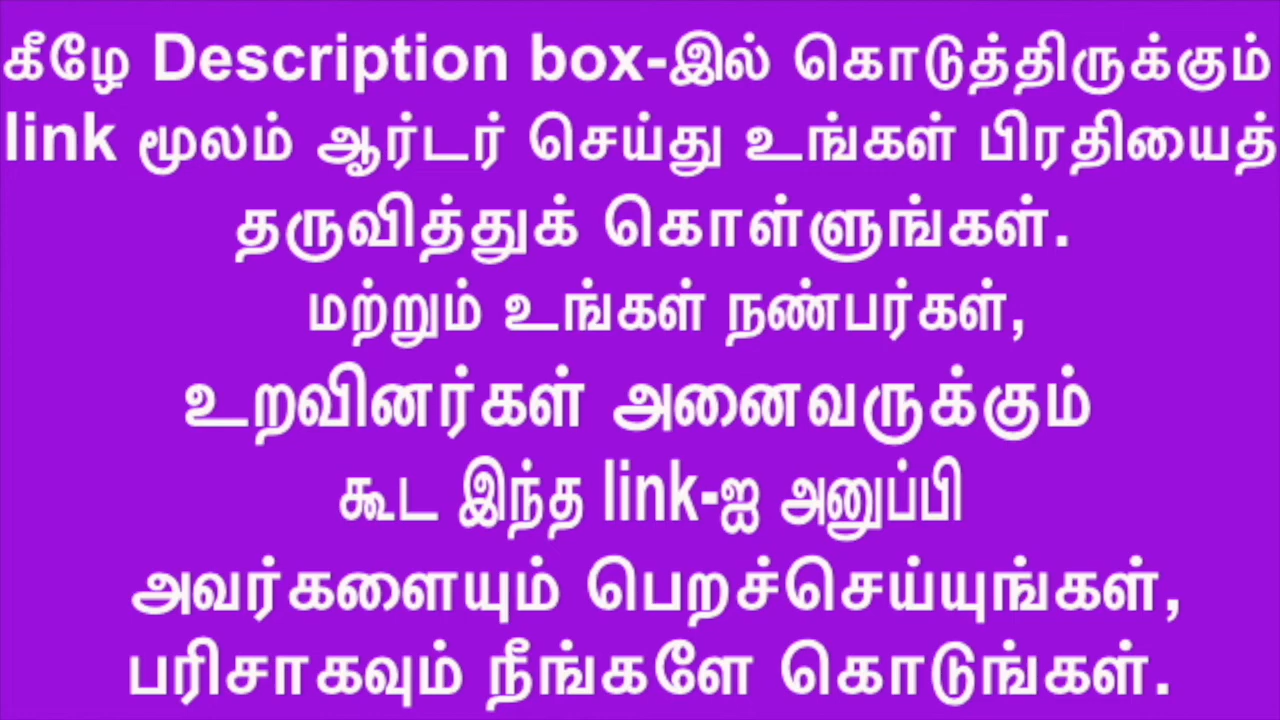 கீழே Description box-இல் கொடுத்திருக்கும்
link மூலம் ஆர்டர் செய்து உங்கள் பிரதியைத்
தருவித்துக் கொள்ளுங்கள்.
மற்றும் உங்கள் நண்பர்கள்,
உறவினர்கள் அனைவருக்கும்
கூட இந்த link-ஐ அனுப்பி
அவர்களையும் பெறச்செய்யுங்கள்,
பரிசாகவும் நீங்களே கொடுங்கள்.